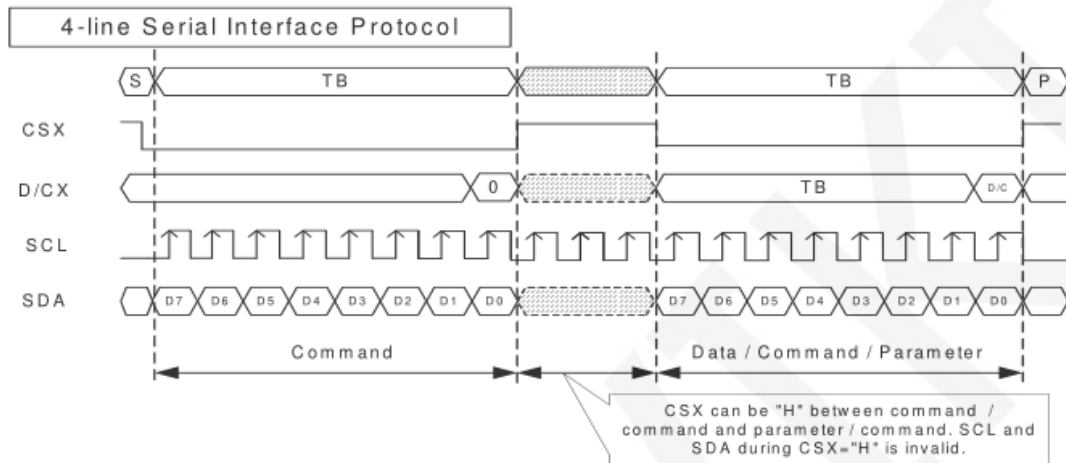 4-line Serial Interface Protocol
S TB TB P
CSX
D/CX 0 TB D/C
SCL
SDA D7 D6 D5 D4 D3 D2 D1 D0 D7 D6 D5 D4 D3 D2 D1 D0
Command Data / Command / Parameter
CSX can be "H" between command /
command and parameter / command. SCL and
SDA during CSX="H" is invalid.